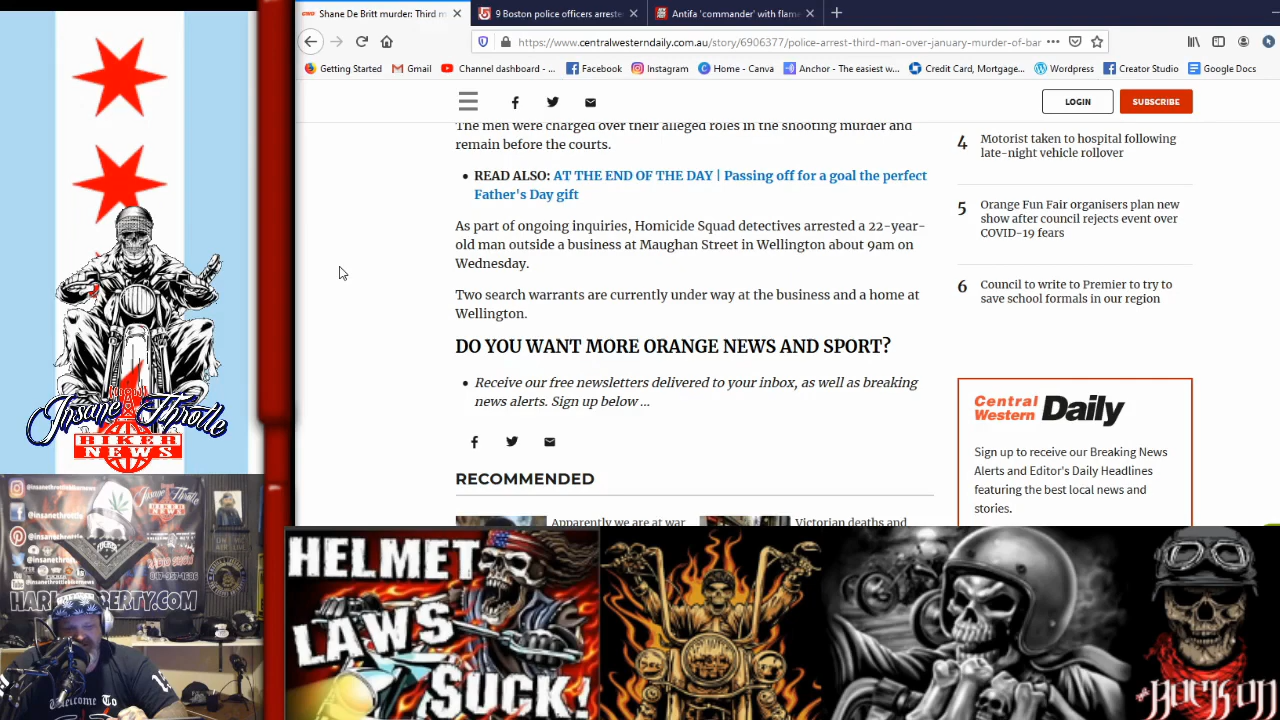 Shane De Britt murder: Third m
9 Boston police officers arreste
Antifa 'commander' with flame
https://www.centralwesterndaily.com.au/story/6906377/police-arrest-third-man-over-january-murder-of-bar
Getting Started
Gmail
Channel dashboard - ...
Facebook
Instagram
Home - Canva
Anchor - The easiest w...
Credit Card, Mortgage...
Wordpress
Creator Studio
Google Docs
LOGIN
SUBSCRIBE
The men were charged over their alleged roles in the shooting murder and
remain before the courts.
• READ ALSO: AT THE END OF THE DAY | Passing off for a goal the perfect
Father's Day gift
As part of ongoing inquiries, Homicide Squad detectives arrested a 22-year-
old man outside a business at Maughan Street in Wellington about 9am on
Wednesday.
Two search warrants are currently under way at the business and a home at
Wellington.
DO YOU WANT MORE ORANGE NEWS AND SPORT?
• Receive our free newsletters delivered to your inbox, as well as breaking
news alerts. Sign up below ...
RECOMMENDED
Apparently we are at war
Victorian deaths and
4 Motorist taken to hospital following
late-night vehicle rollover
5 Orange Fun Fair organisers plan new
show after council rejects event over
COVID-19 fears
6 Council to write to Premier to try to
save school formals in our region
Central
Western Daily
Sign up to receive our Breaking News
Alerts and Editor's Daily Headlines
featuring the best local news and
stories.
Insane Throttle
BIKER
NEWS
@insanethrottlebikernews
@insanethrottle
HELMET
LAWS
SUCK!
Welcome To